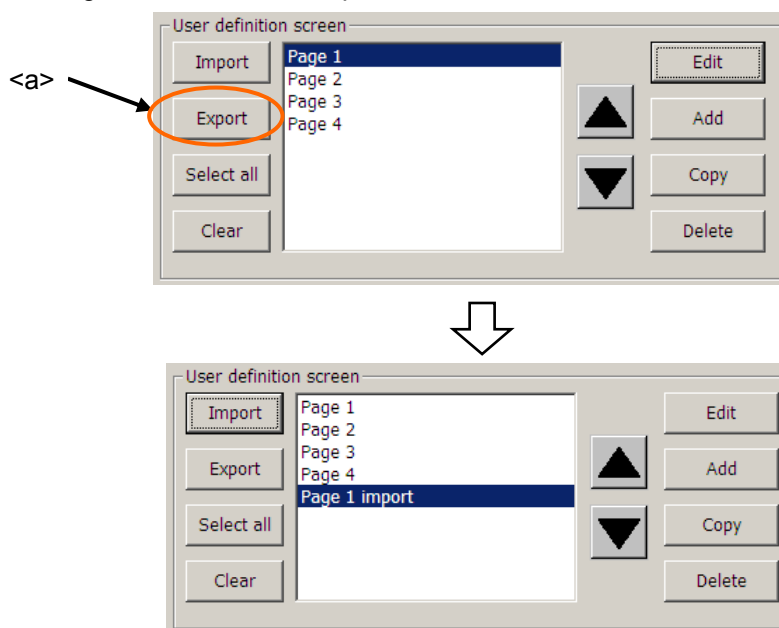 User definition screen
Import
Page 1
Edit
Page 2
<a>
Export
Page 3
Page 4
Add
Select all
Copy
Clear
Delete
User definition screen
Import
Page 1
Edit
Page 2
Export
Page 3
Page 4
Add
Page 1 import
Select all
Copy
Clear
Delete